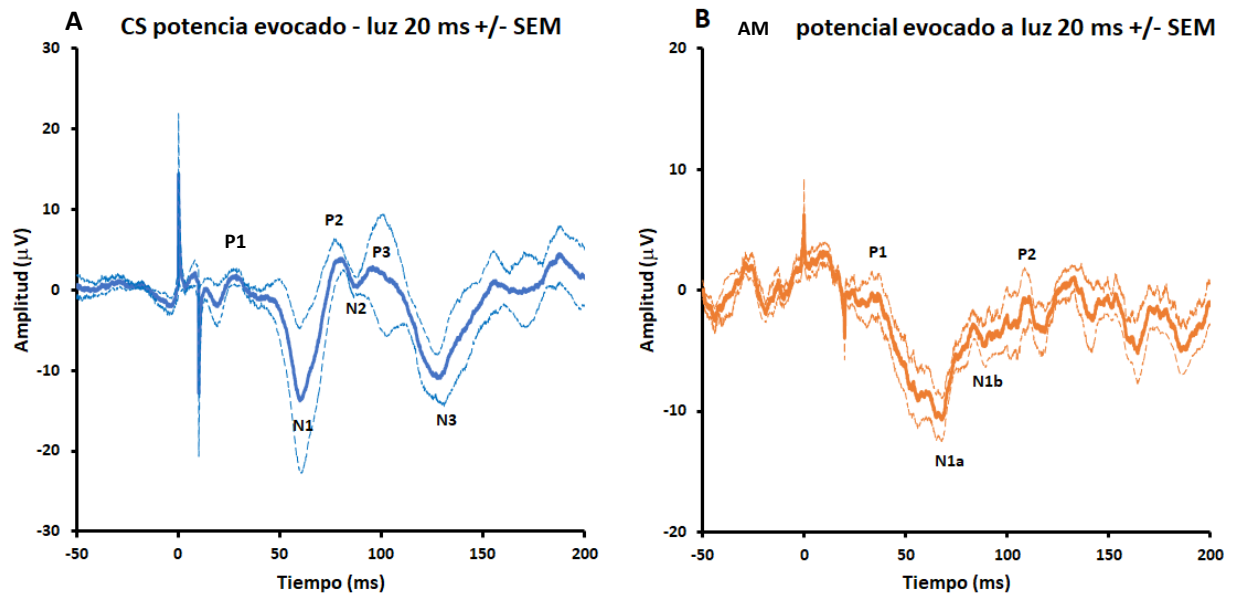 A
CS potencia evocado - luz 20 ms +/- SEM
30
20
10
0
-10
-20
-30
Amplitud (μ V)
P1
P2
P3
N2
N1
N3
-50
0
50
100
150
200
Tiempo (ms)
B
AM potencial evocado a luz 20 ms +/- SEM
20
10
0
-10
-20
Amplitud (μ V)
P1
P2
N1b
N1a
-50
0
50
100
150
200
Tiempo (ms)